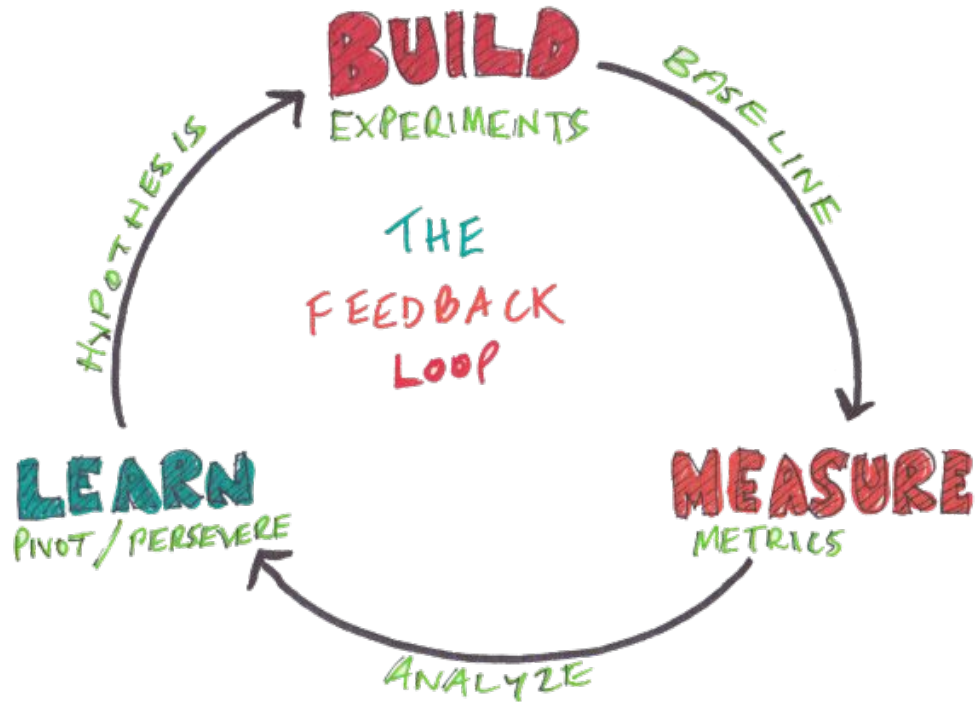 BUILD
EXPERIMENTS
BASELINE
HYPOTHESIS
THE
FEEDBACK
LOOP
LEARN
PIVOT/PERSEVERE
MEASURE
METRICS
ANALYZE